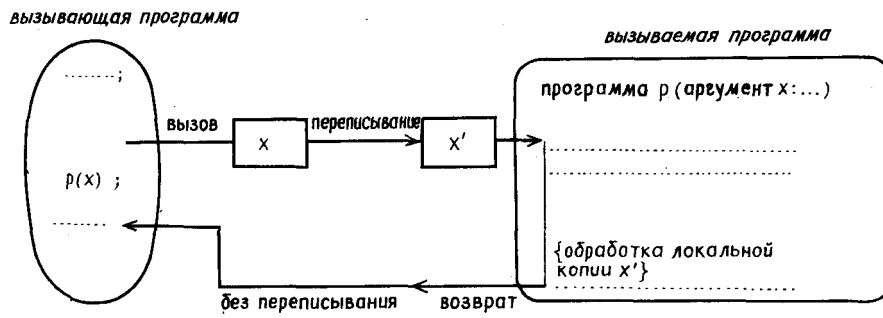 вызывающая программа
вызываемая программа
........;
программа p (аргумент x:...)
вызов
переписывание
x
x'
p(x) ;
{обработка локальной
копии x'}
без переписывания
возврат